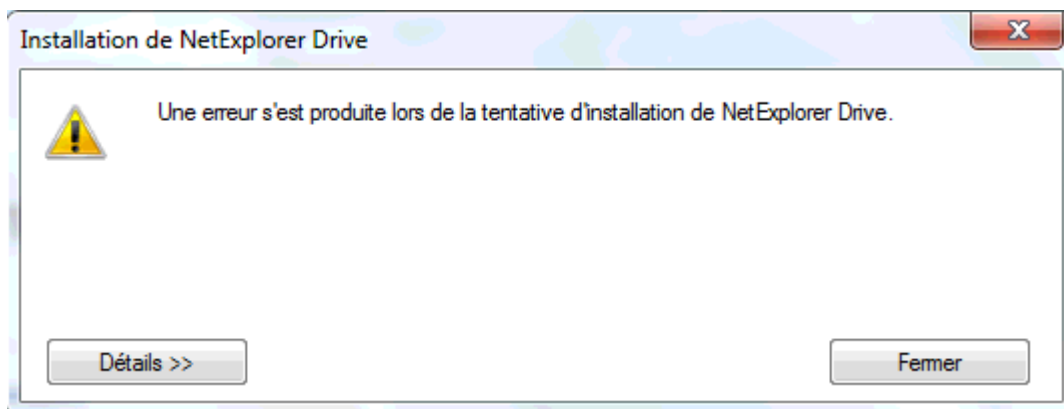 Installation de NetExplorer Drive
Une erreur s'est produite lors de la tentative d'installation de NetExplorer Drive.
Détails >>
Fermer